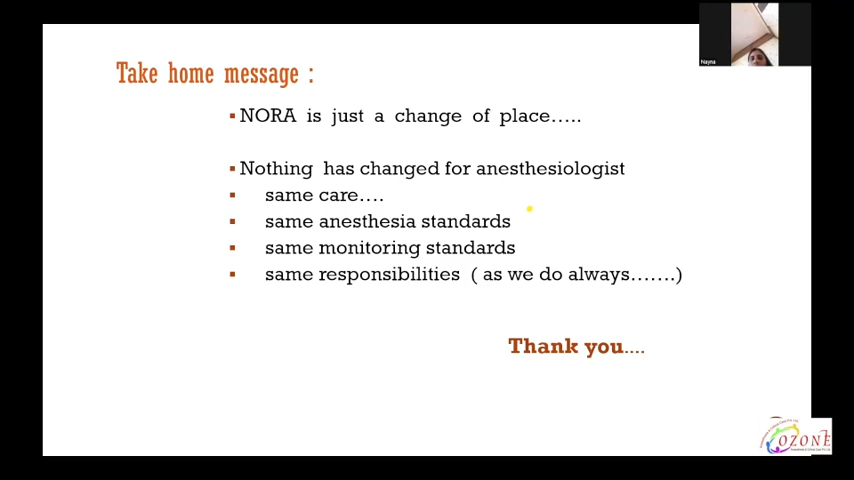 Nayna
Take home message :
▪NORA is just a change of place.....
▪Nothing has changed for anesthesiologist
▪ same care....
▪ same anesthesia standards
▪ same monitoring standards
▪ same responsibilities ( as we do always.......)
Thank you....
OZONE